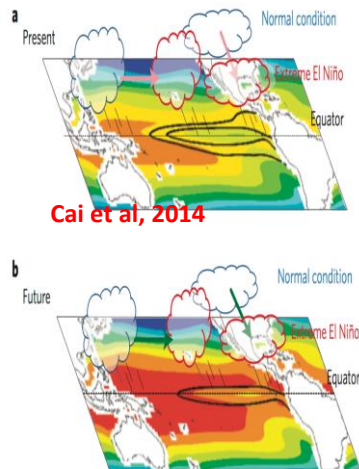 a
Normal condition
Present
Extreme El Niño
Equator
Cai et al, 2014
b
Normal condition
Future
Extreme El Niño
Equator